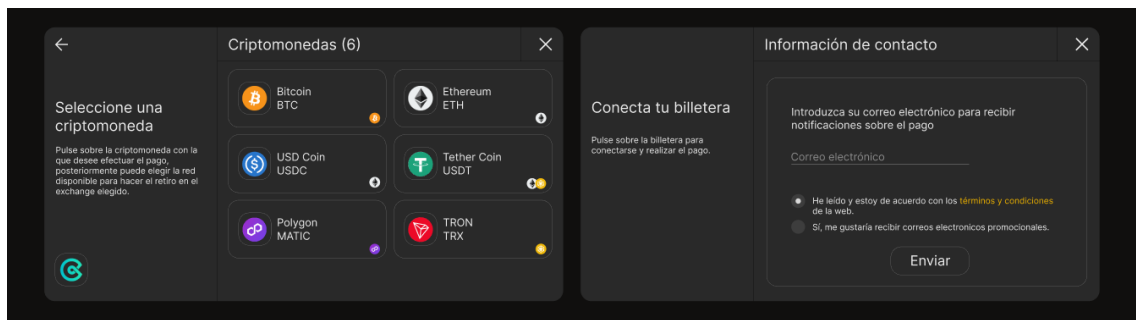 Criptomonedas (6)
Seleccione una
criptomoneda
Pulse sobre la criptomoneda con la
que desee efectuar el pago,
posteriormente puede elegir la red
disponible para hacer el retiro en el
exchange elegido.
Bitcoin
BTC
Ethereum
ETH
USD Coin
USDC
Tether Coin
USDT
Polygon
MATIC
TRON
TRX
Información de contacto
Conecta tu billetera
Pulse sobre la billetera para
conectarse y realizar el pago.
Introduzca su correo electrónico para recibir
notificaciones sobre el pago
Correo electrónico
He leído y estoy de acuerdo con los términos y condiciones
de la web.
Sí, me gustaría recibir correos electronicos promocionales.
Enviar